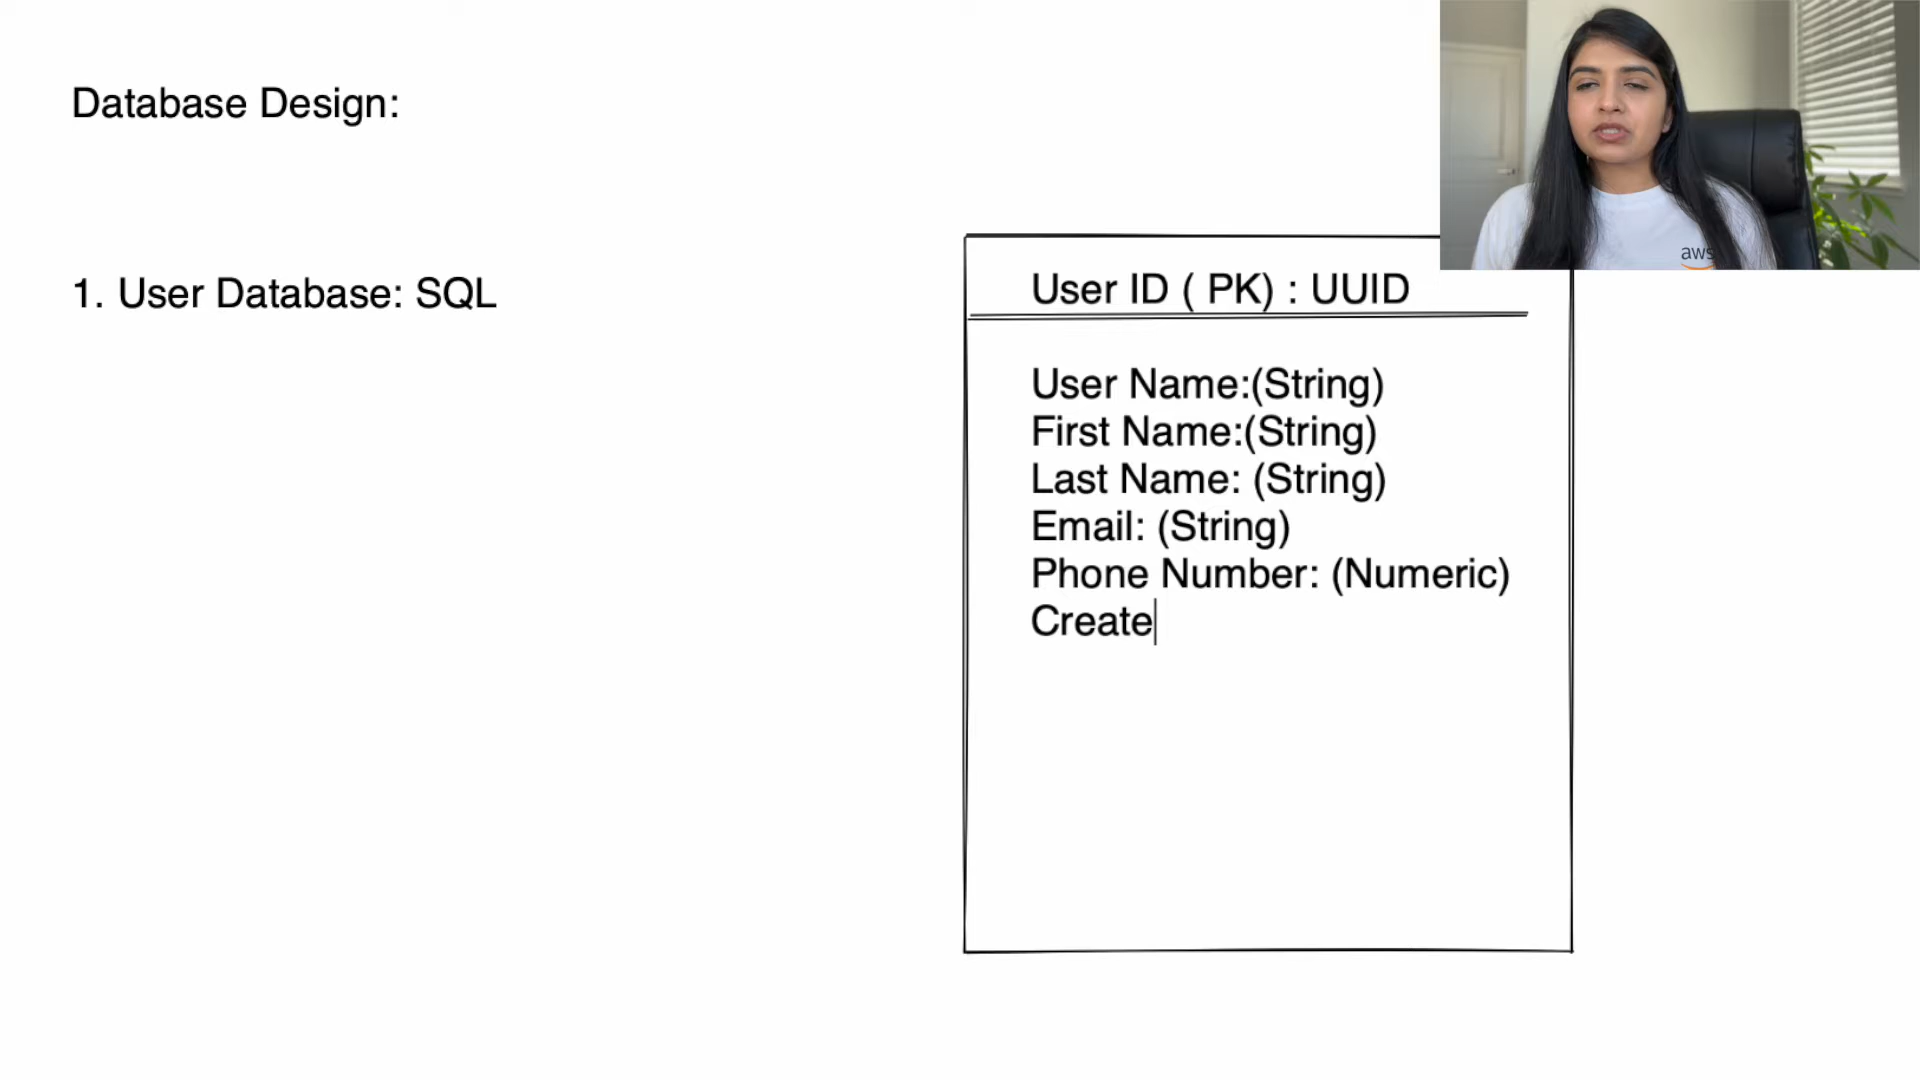 Database Design:
1. User Database: SQL
User ID ( PK) : UUID
User Name:(String)
First Name:(String)
Last Name: (String)
Email: (String)
Phone Number: (Numeric)
Create
aws